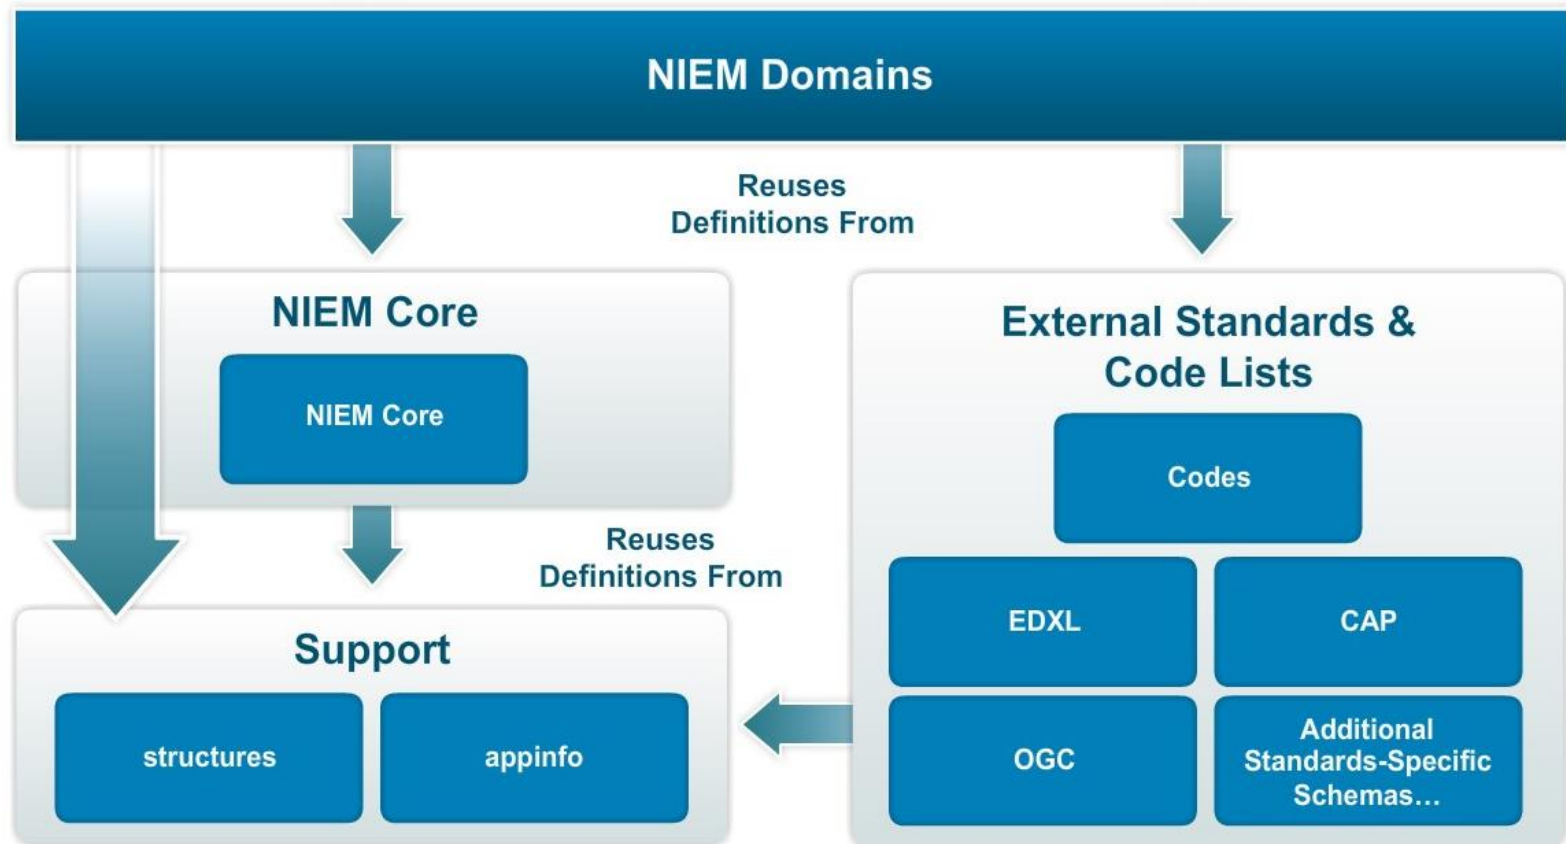 NIEM Domains
Reuses
Definitions From
NIEM Core
NIEM Core
External Standards &
Code Lists
Codes
Reuses
Definitions From
EDXL
CAP
Support
structures
appinfo
OGC
Additional
Standards-Specific
Schemas…